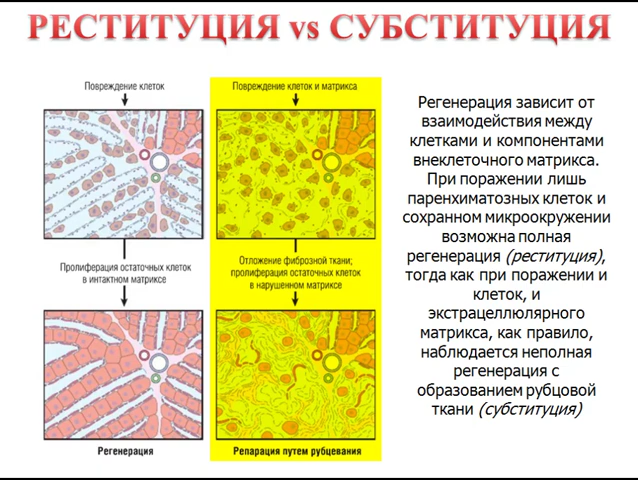 РЕСТИТУЦИЯ vs СУБСТИТУЦИЯ
Повреждение клеток
Пролиферация остаточных клеток
в интактном матриксе
Регенерация
Повреждение клеток и матрикса
Отложение фиброзной ткани;
пролиферация остаточных клеток
в нарушенном матриксе
Репарация путем рубцевания
Регенерация зависит от
взаимодействия между
клетками и компонентами
внеклеточного матрикса.
При поражении лишь
паренхиматозных клеток и
сохранном микроокружении
возможна полная
регенерация (реституция),
тогда как при поражении и
клеток, и
экстрацеллюлярного
матрикса, как правило,
наблюдается неполная
регенерация с
образованием рубцовой
ткани (субституция)